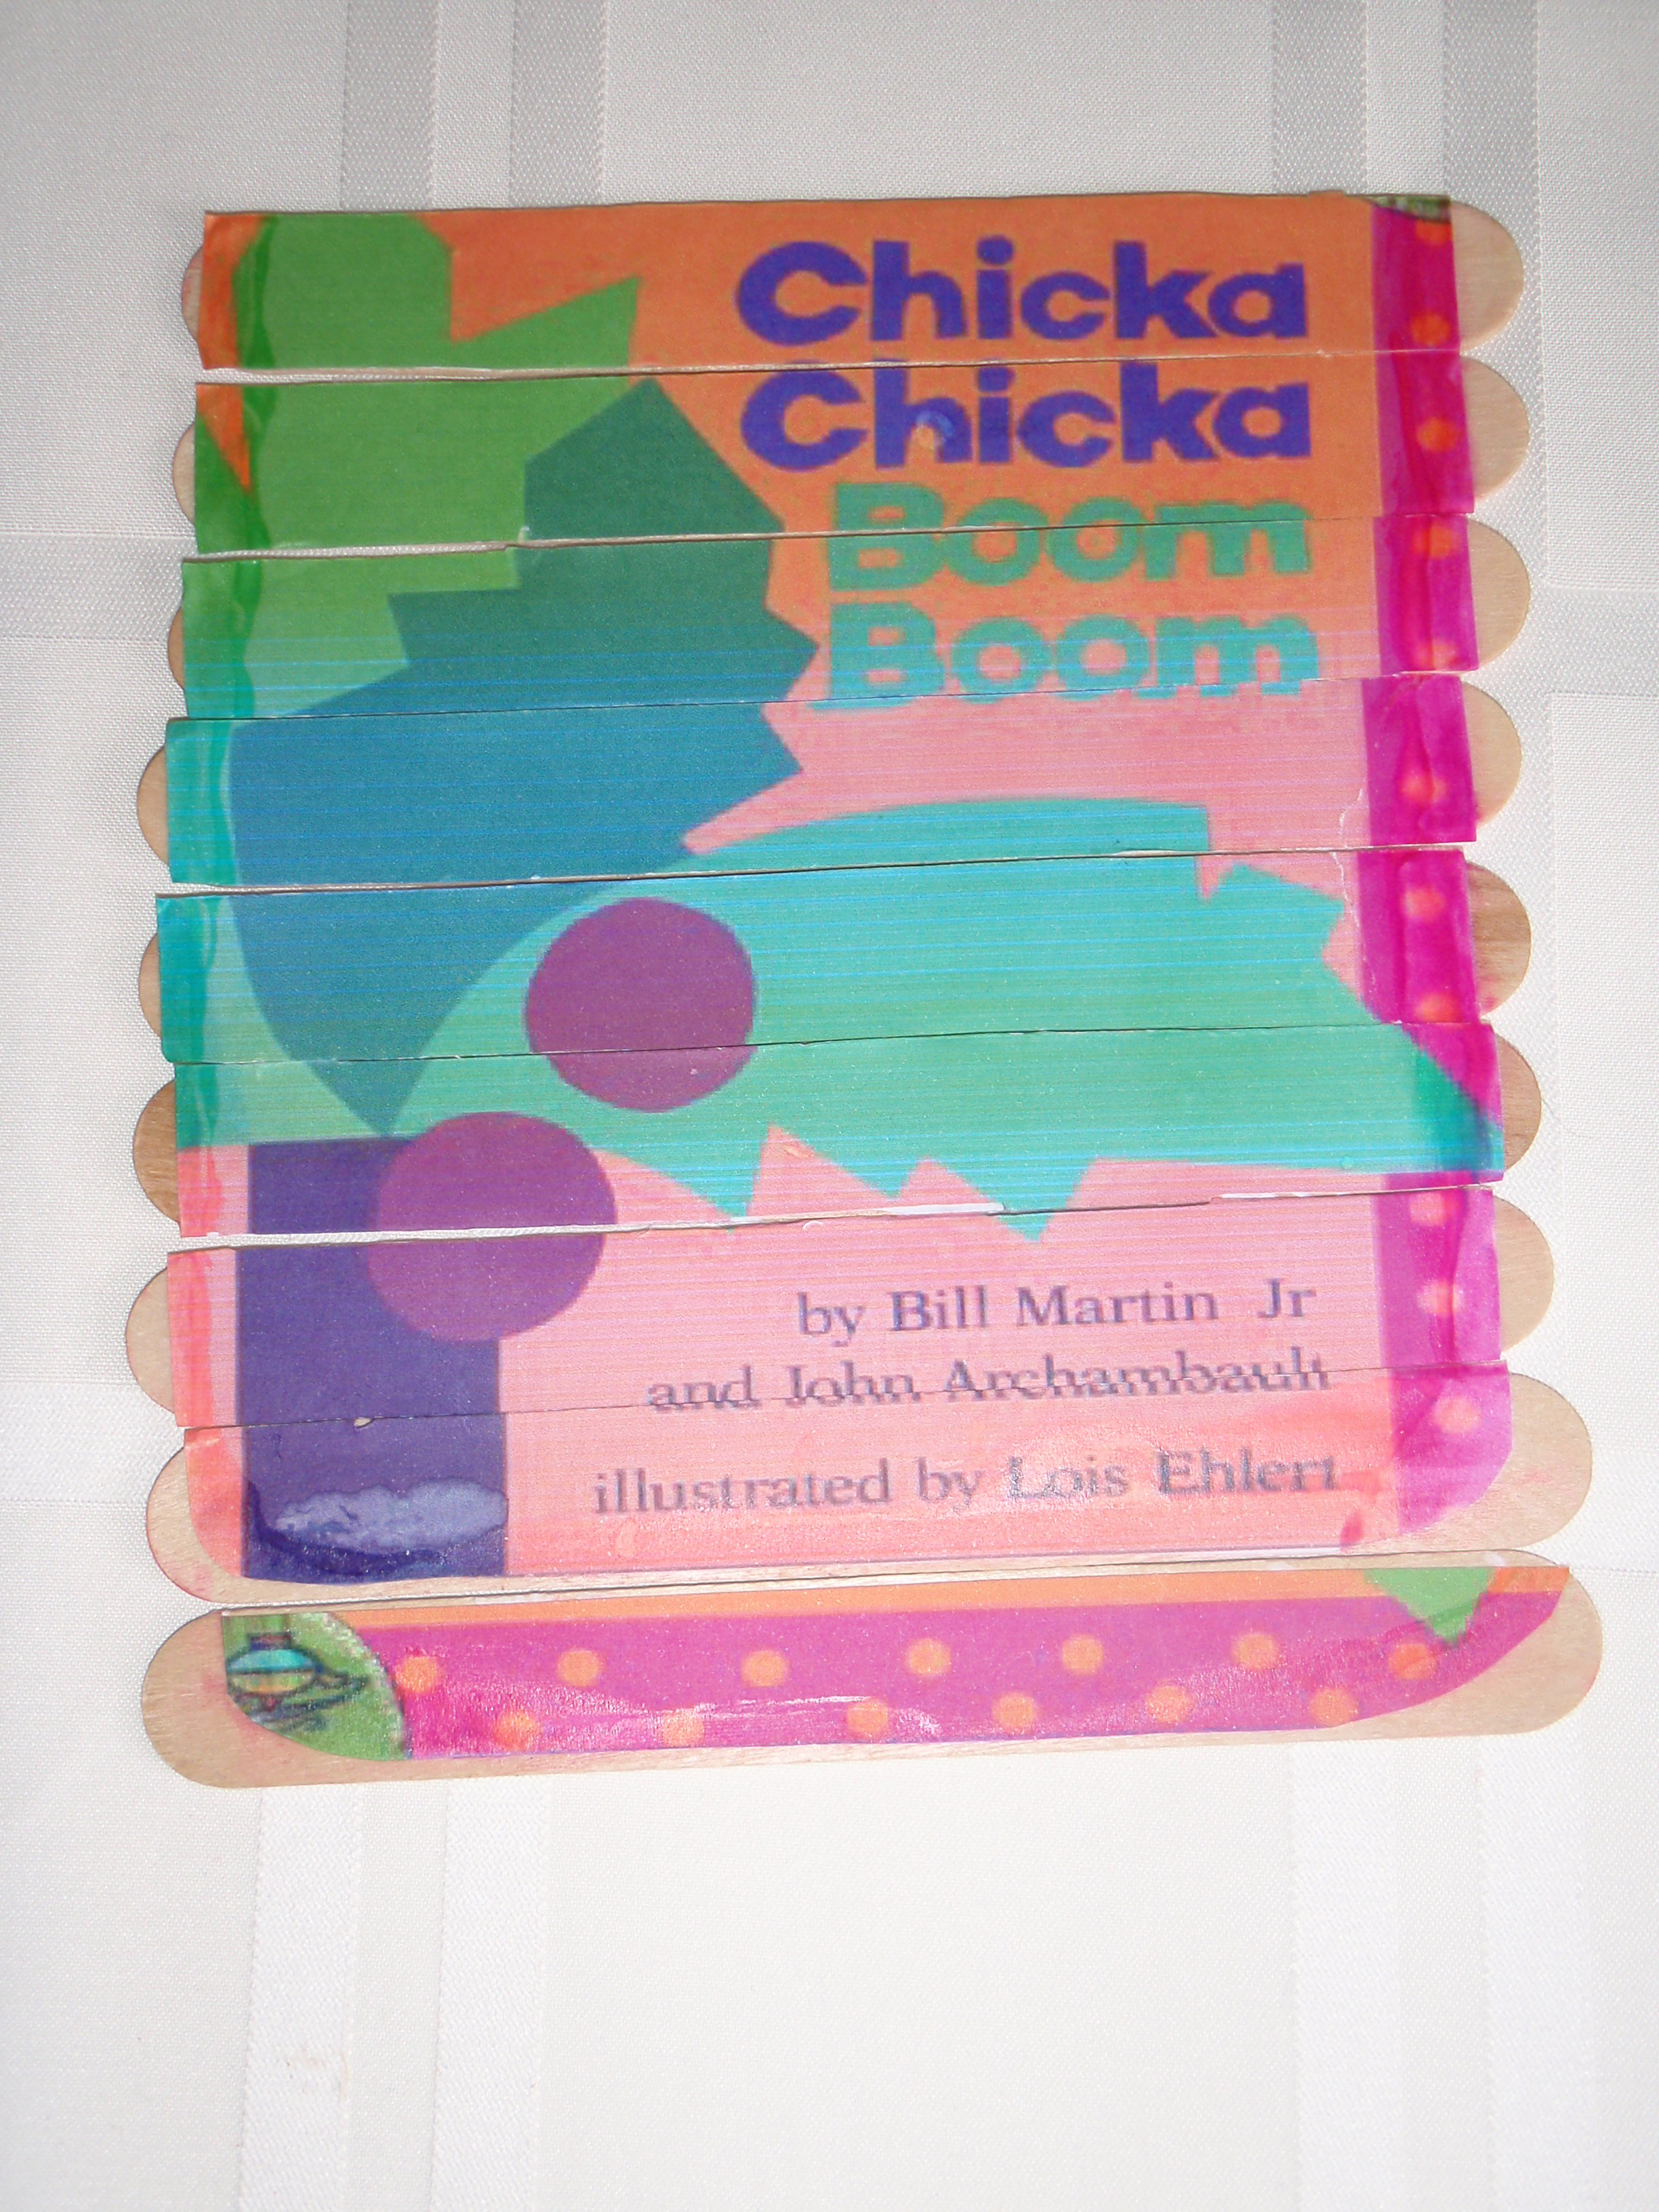 Chicka
Chicka
Boom
Boom
by Bill Martin Jr
and John Archambault
illustrated by Lois Ehlert